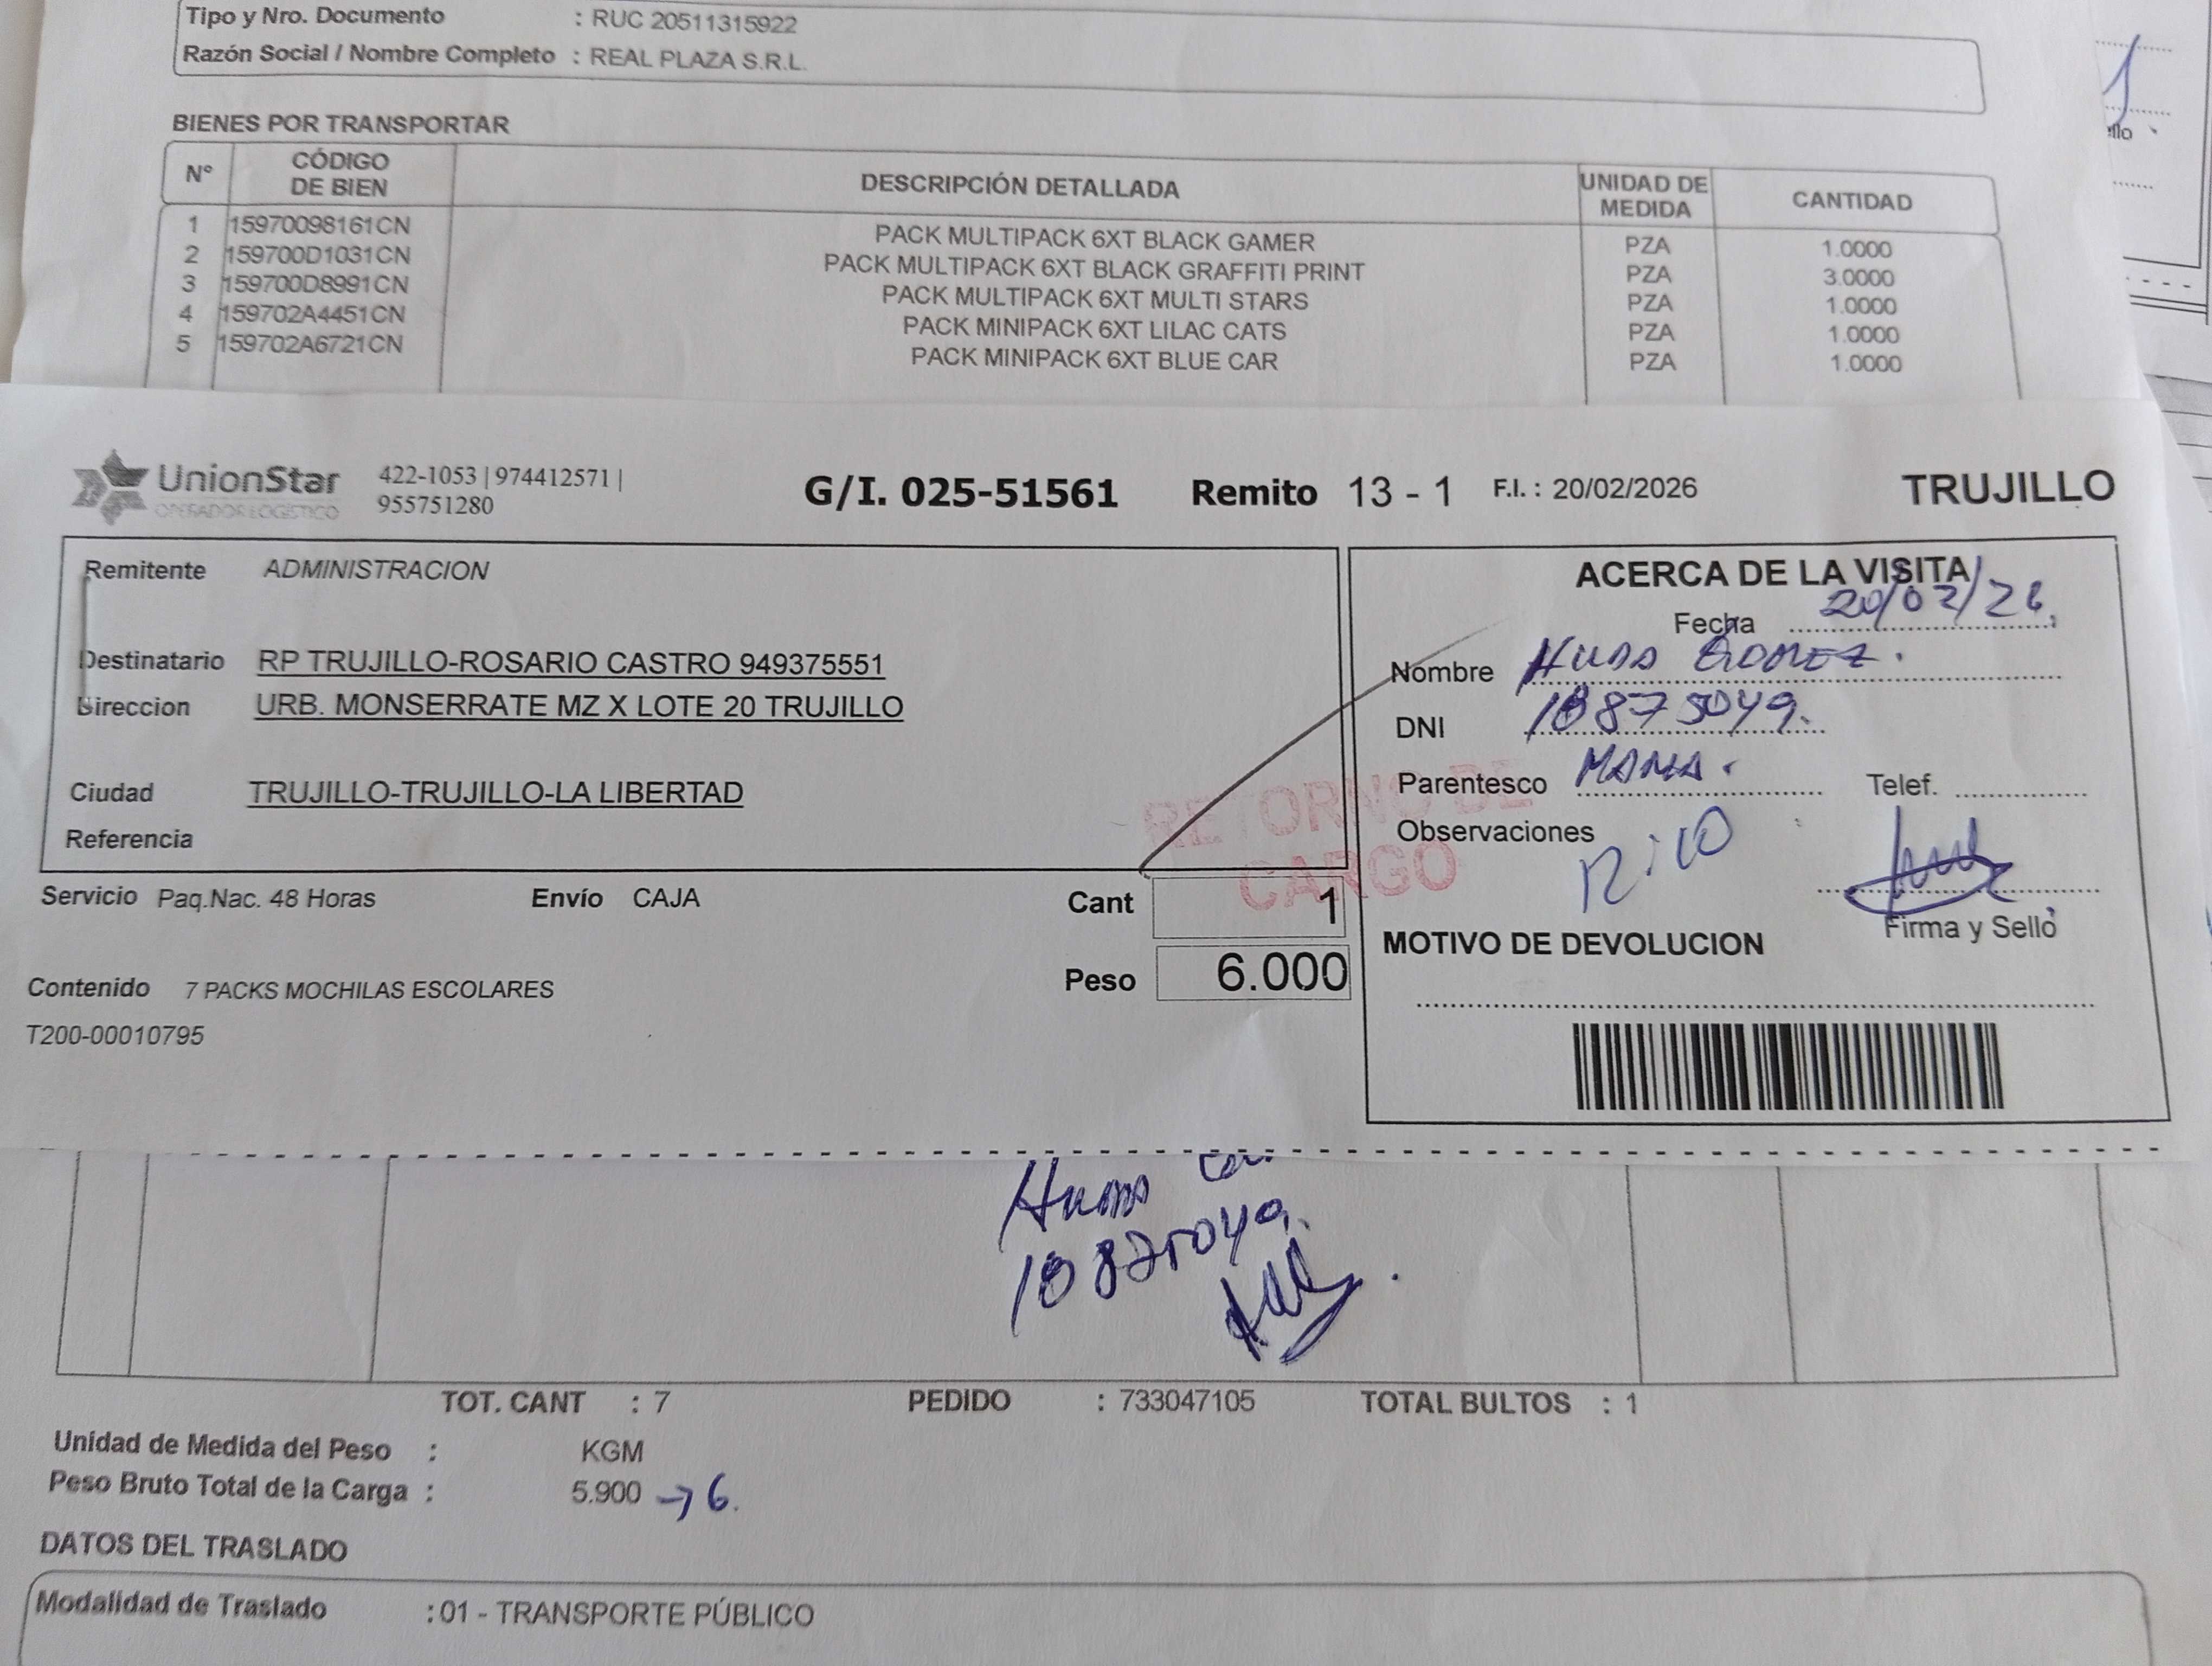 Tipo y Nro. Documento : RUC 20511315922
Razón Social / Nombre Completo : REAL PLAZA S.R.L.
BIENES POR TRANSPORTAR
N° CÓDIGO DE BIEN DESCRIPCIÓN DETALLADA UNIDAD DE MEDIDA CANTIDAD
1 15970098161CN PACK MULTIPACK 6XT BLACK GAMER PZA 1.0000
2 159700D1031CN PACK MULTIPACK 6XT BLACK GRAFFITI PRINT PZA 3.0000
3 159700D8991CN PACK MULTIPACK 6XT MULTI STARS PZA 1.0000
4 159702A4451CN PACK MINIPACK 6XT LILAC CATS PZA 1.0000
5 159702A6721CN PACK MINIPACK 6XT BLUE CAR PZA 1.0000
UnionStar 422-1053 | 974412571 |
OPERADOR LOGÍSTICO 955751280
G/I. 025-51561 Remito 13 - 1 F.I. : 20/02/2026 TRUJILLO
Remitente ADMINISTRACION
Destinatario RP TRUJILLO-ROSARIO CASTRO 949375551
Direccion URB. MONSERRATE MZ X LOTE 20 TRUJILLO
Ciudad TRUJILLO-TRUJILLO-LA LIBERTAD
Referencia
Servicio Paq.Nac. 48 Horas Envío CAJA Cant 1
Peso 6.000
Contenido 7 PACKS MOCHILAS ESCOLARES
T200-00010795
RETORNO DE
CARGO
ACERCA DE LA VISITA
Fecha 20/02/26
Nombre
DNI 18875049
Parentesco Telef.
Observaciones
Firma y Sello
MOTIVO DE DEVOLUCION
18875049
TOT. CANT : 7 PEDIDO : 733047105 TOTAL BULTOS : 1
Unidad de Medida del Peso : KGM
Peso Bruto Total de la Carga : 5.900 → 6.
DATOS DEL TRASLADO
Modalidad de Traslado : 01 - TRANSPORTE PÚBLICO